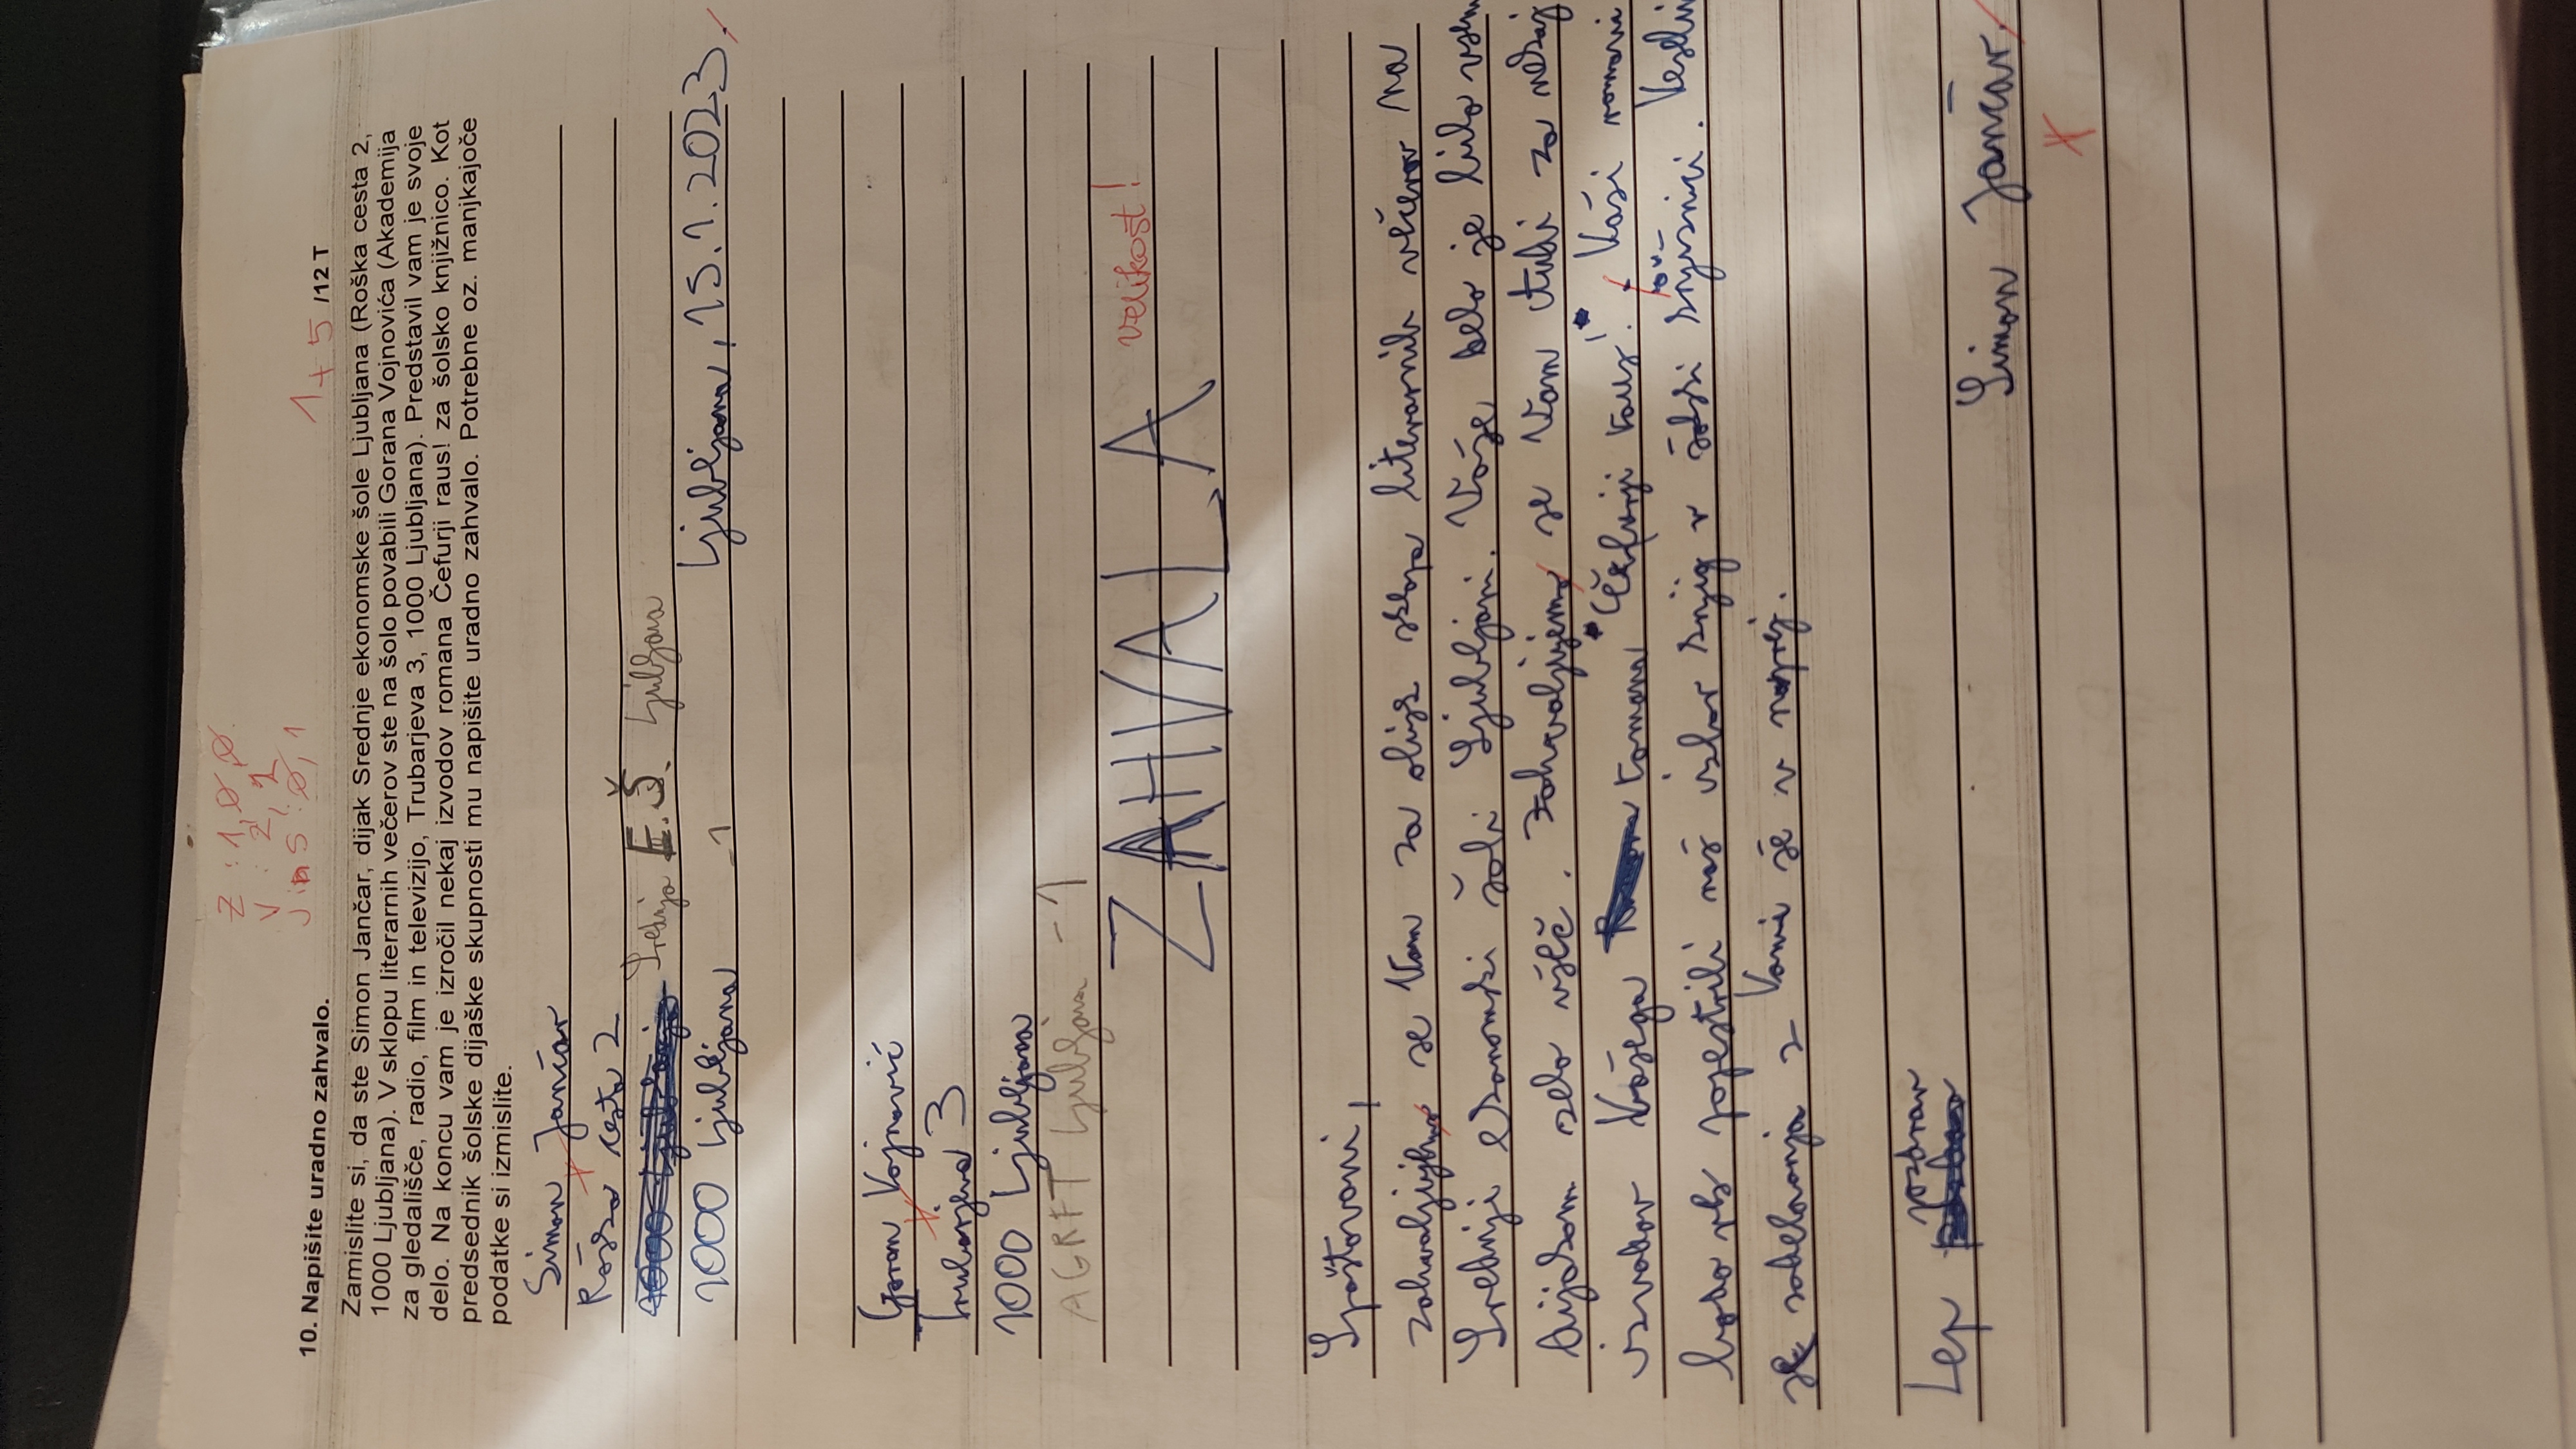 Z : 1, 0, 0.
V : 2, 1
J in S : 0, 1
10. Napišite uradno zahvalo.
1 + 5 /12 T
Zamislite si, da ste Simon Jančar, dijak Srednje ekonomske šole Ljubljana (Roška cesta 2,
1000 Ljubljana). V sklopu literarnih večerov ste na šolo povabili Gorana Vojnovića (Akademija
za gledališče, radio, film in televizijo, Trubarjeva 3, 1000 Ljubljana). Predstavil vam je svoje
delo. Na koncu vam je izročil nekaj izvodov romana Čefurji raus! za šolsko knjižnico. Kot
predsednik šolske dijaške skupnosti mu napišite uradno zahvalo. Potrebne oz. manjkajoče
podatke si izmislite.
Simon Jančar
Roška cesta 2
1000 Ljubljana Srednja E.Š. Ljubljana
1000 Ljubljana -1 Ljubljana, 15.1.2023
Goran Vojnović
Trubarjeva 3
1000 Ljubljana
AGRFT Ljubljana -1
ZAHVALA velikost!
Spoštovani,
zahvaljujemo se Vam za obisk sklopa literarnih večerov na
Srednji ekonomski šoli Ljubljani. Vaše delo je bilo vsem
dijakom zelo všeč. Zahvaljujemo se Vam tudi za nekaj
izvodov Vašega romana "Čefurji raus!". Vaši romani
bodo popestrili naš izbor knjig v šolski knjižnici. Veselim
se sodelovanja z Vami še v naprej.
Lep pozdrav
Simon Jančar